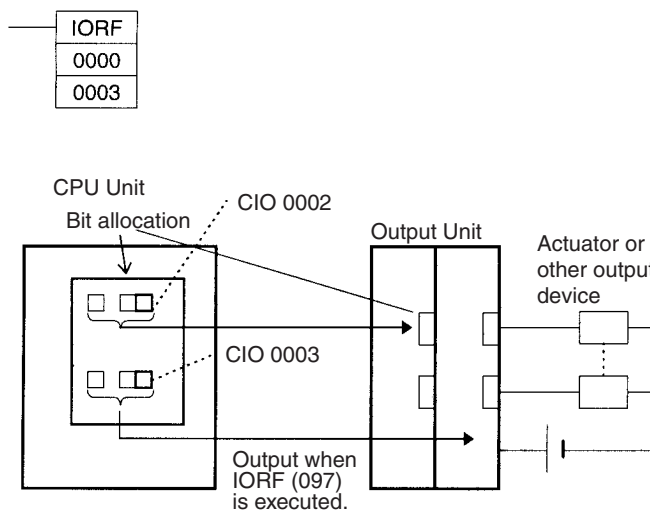 IORF
0000
0003
CPU Unit
Bit allocation
CIO 0002
Output Unit
Actuator or
other output
device
CIO 0003
Output when
IORF (097)
is executed.